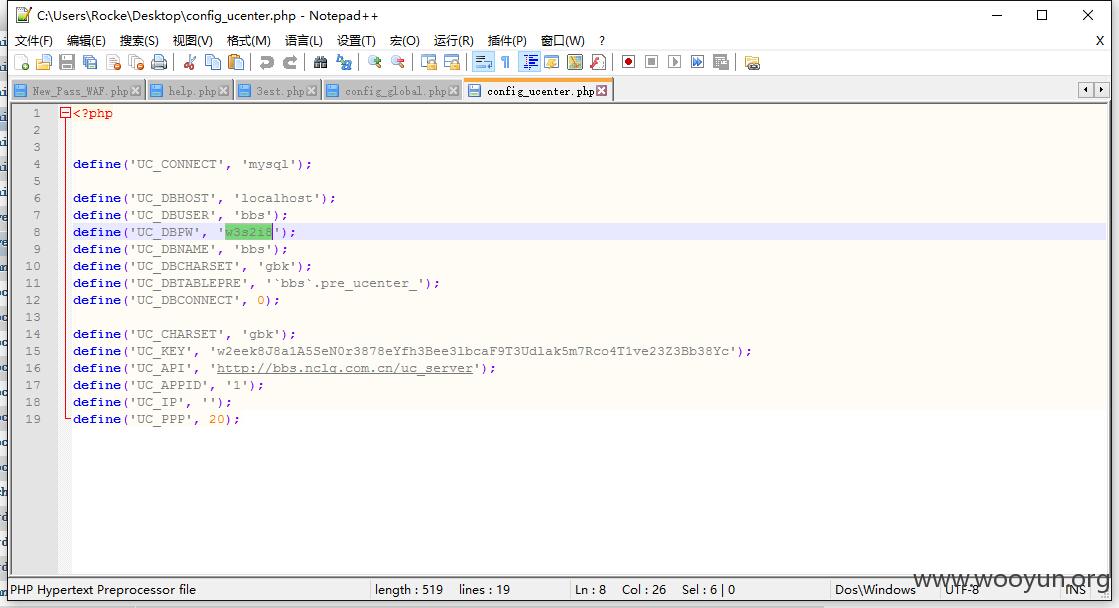 C:\Users\Rocke\Desktop\config_ucenter.php - Notepad++
文件(F) 编辑(E) 搜索(S) 视图(V) 格式(M) 语言(L) 设置(T) 宏(O) 运行(R) 插件(P) 窗口(W) ? X
New_Pass_WAF.php help.php 3est.php config_global.php config_ucenter.php
1 <?php
2
3
4 define('UC_CONNECT', 'mysql');
5
6 define('UC_DBHOST', 'localhost');
7 define('UC_DBUSER', 'bbs');
8 define('UC_DBPW', 'w3s2i8');
9 define('UC_DBNAME', 'bbs');
10 define('UC_DBCHARSET', 'gbk');
11 define('UC_DBTABLEPRE', '`bbs`.pre_ucenter_');
12 define('UC_DBCONNECT', 0);
13
14 define('UC_CHARSET', 'gbk');
15 define('UC_KEY', 'w2eek8J8a1A5SeN0r3878eYfh3Bee3lbcaF9T3Udlak5m7Rco4T1ve23Z3Bb38Yc');
16 define('UC_API', 'http://bbs.nclq.com.cn/uc_server');
17 define('UC_APPID', '1');
18 define('UC_IP', '');
19 define('UC_PPP', 20);
PHP Hypertext Preprocessor file length : 519 lines : 19 Ln : 8 Col : 26 Sel : 6 | 0 Dos\Windows UTF-8 INS
www.wooyun.org